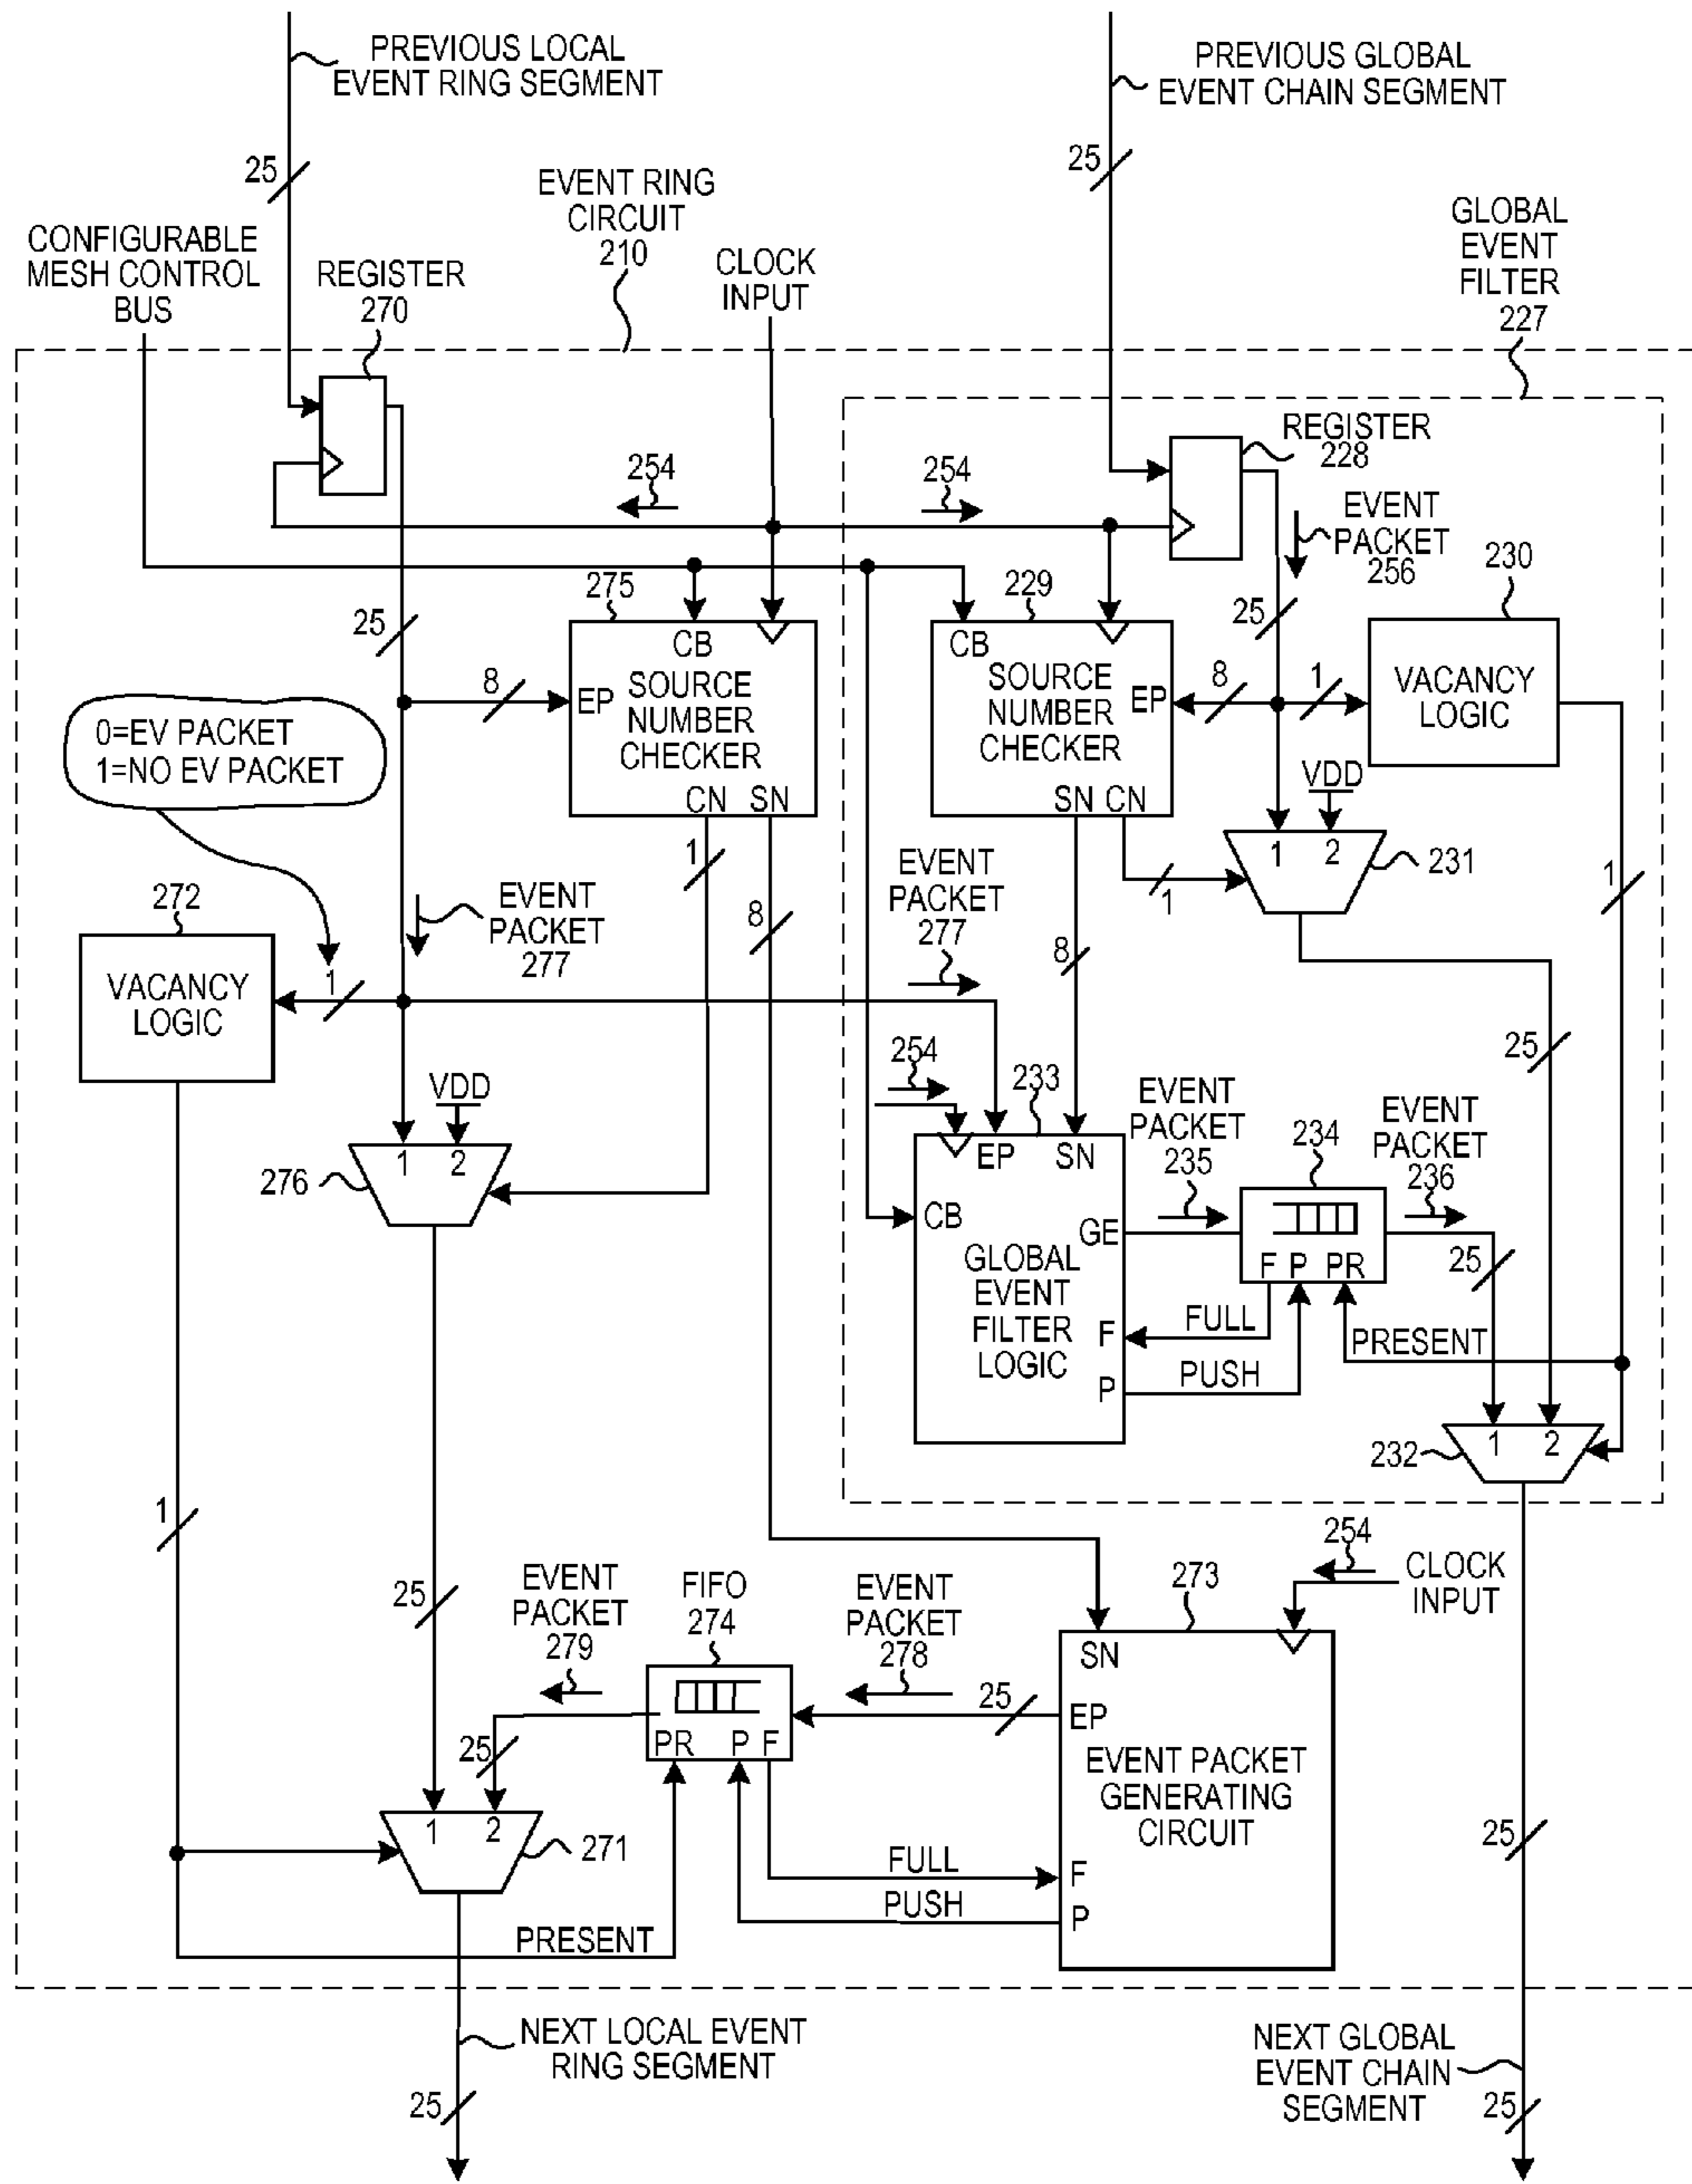 PREVIOUS LOCAL
EVENT RING SEGMENT
PREVIOUS GLOBAL
EVENT CHAIN SEGMENT
25
25
EVENT RING
CIRCUIT
210
CONFIGURABLE
MESH CONTROL
BUS
REGISTER
270
CLOCK
INPUT
GLOBAL
EVENT
FILTER
227
REGISTER
228
254
254
EVENT
PACKET
256
275
229
230
25
25
CB
SOURCE
NUMBER
CHECKER
EP
CN SN
8
CB
SOURCE
NUMBER
CHECKER
EP
SN CN
8
1
VACANCY
LOGIC
0=EV PACKET
1=NO EV PACKET
VDD
1 2
231
1
1
1
8
8
272
VACANCY
LOGIC
1
EVENT
PACKET
277
EVENT
PACKET
277
25
VDD
1 2
276
254
233
EP SN
CB
GE
GLOBAL
EVENT
FILTER
LOGIC
F
P
EVENT
PACKET
235
234
F P PR
EVENT
PACKET
236
25
FULL
PUSH
PRESENT
1 2
232
1
25
EVENT
PACKET
279
FIFO
274
EVENT
PACKET
278
273
254
CLOCK
INPUT
SN
EP
EVENT PACKET
GENERATING
CIRCUIT
F
P
25
25
PR P F
1 2
271
FULL
PUSH
PRESENT
25
NEXT LOCAL EVENT
RING SEGMENT
25
NEXT GLOBAL
EVENT CHAIN
SEGMENT
25